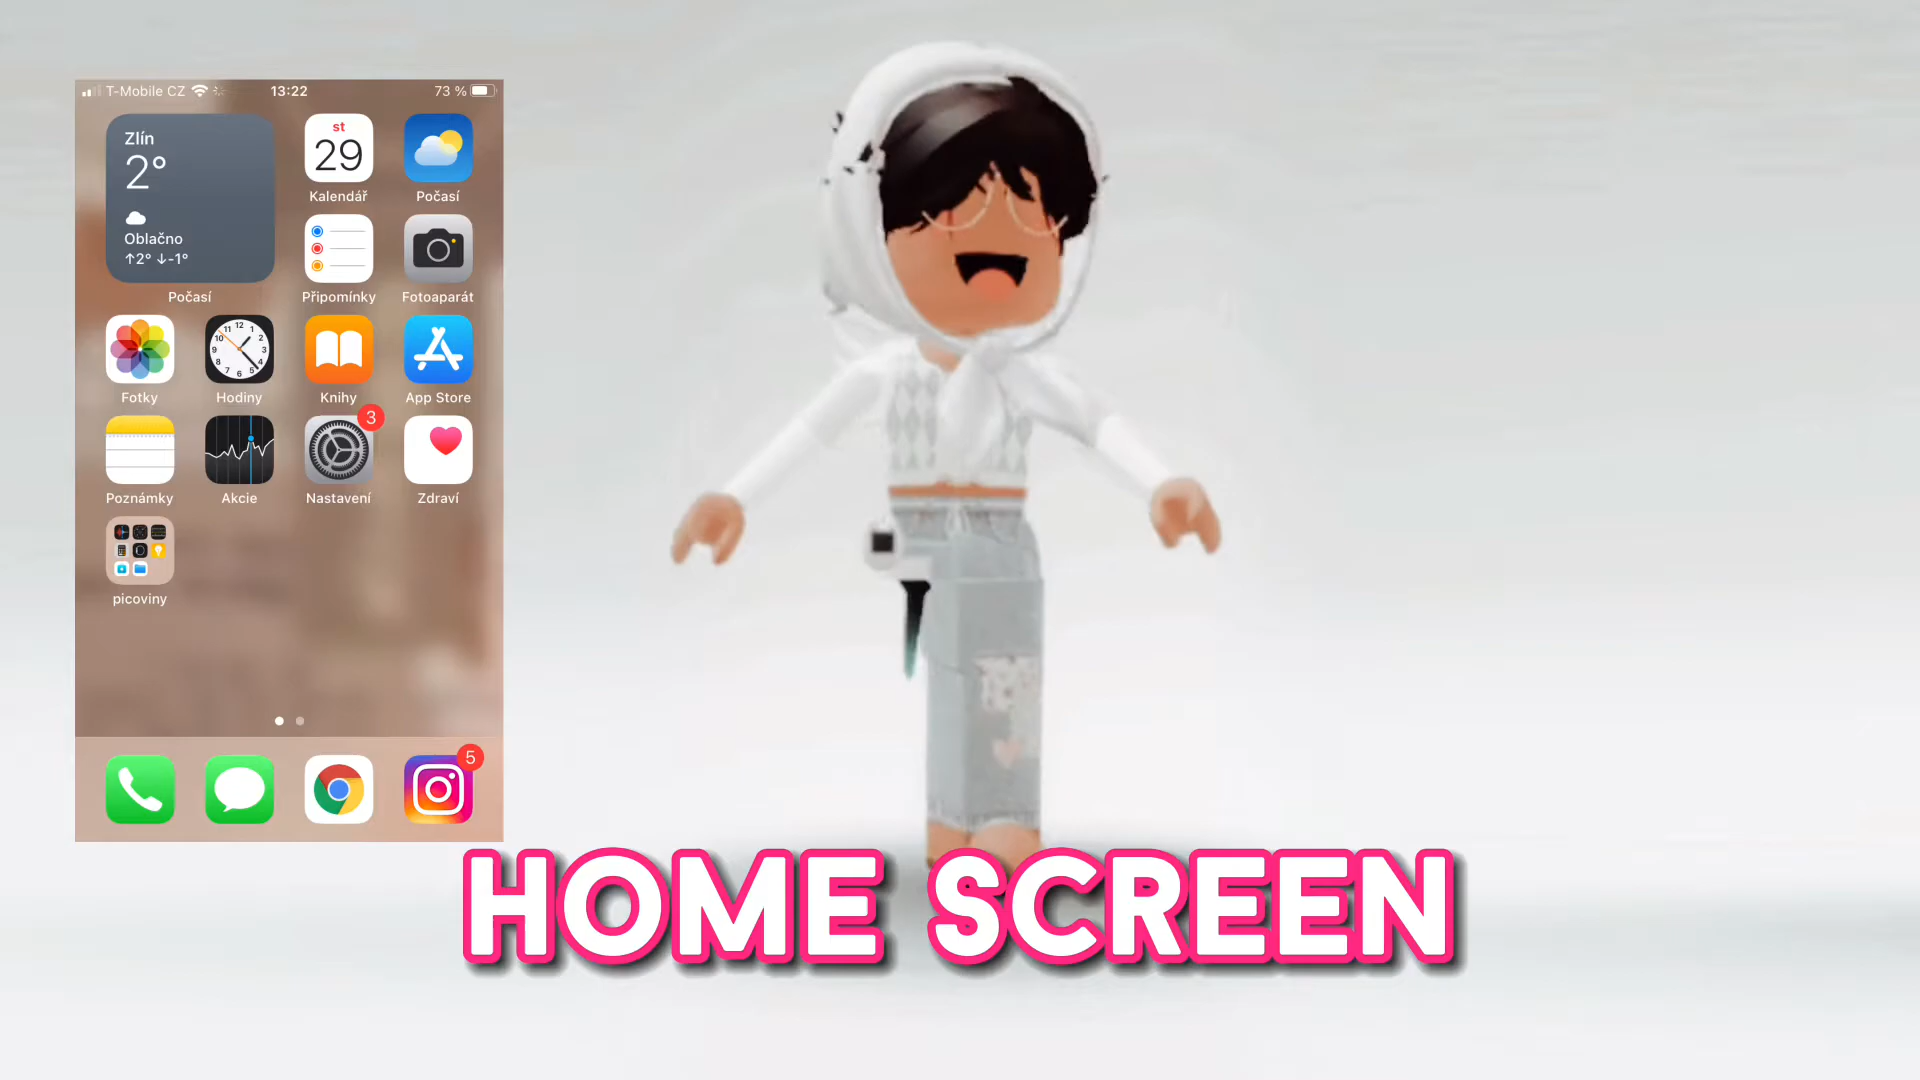 T-Mobile CZ 13:22 73 %
Zlín
2°
Oblačno
↑2° ↓-1°
Počasí
st
29
Kalendář
Počasí
Připomínky
Fotoaparát
Fotky
Hodiny
Knihy
App Store
Poznámky
Akcie
3
Nastavení
Zdraví
picoviny
5
HOME SCREEN